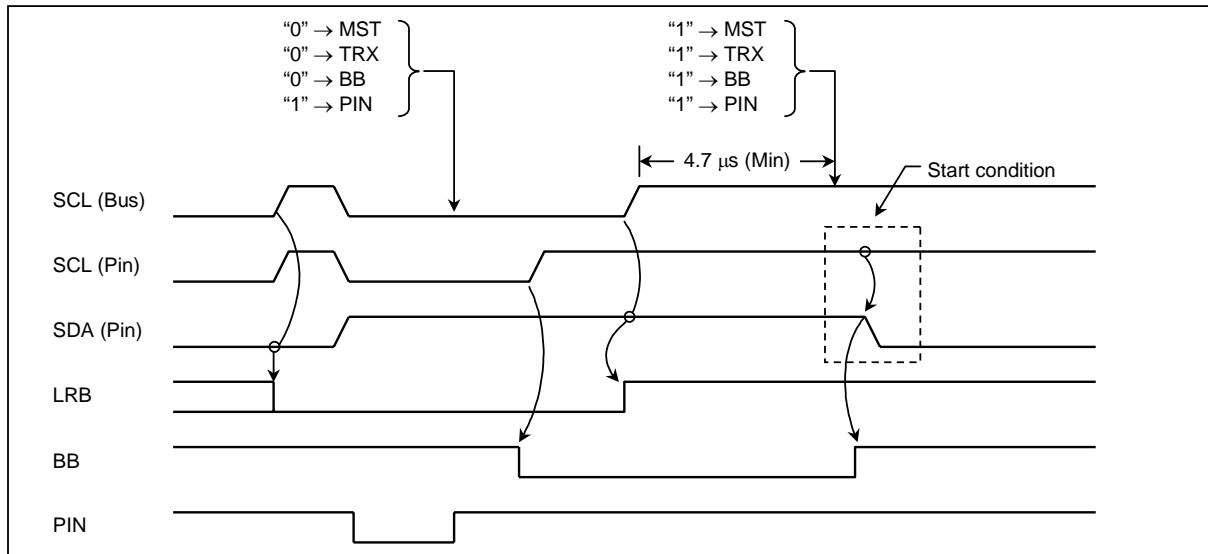 “0” → MST
“0” → TRX
“0” → BB
“1” → PIN
“1” → MST
“1” → TRX
“1” → BB
“1” → PIN
4.7 μs (Min)
Start condition
SCL (Bus)
SCL (Pin)
SDA (Pin)
LRB
BB
PIN